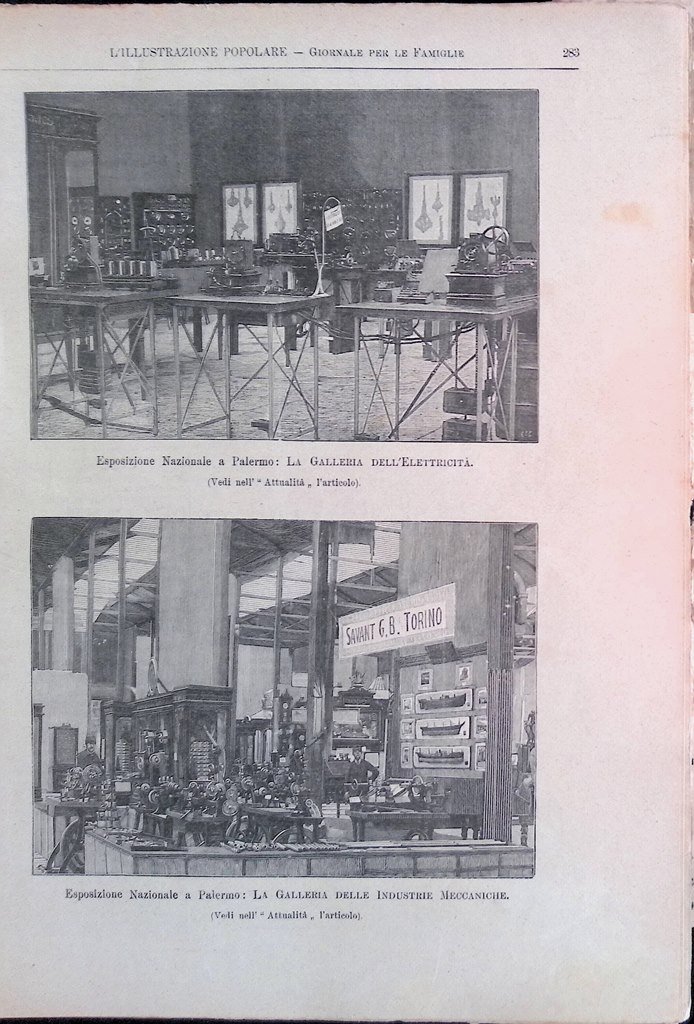 L'ILLUSTRAZIONE POPOLARE — GIORNALE PER LE FAMIGLIE 283
SAVANT G, B. TORINO
Esposizione Nazionale a Palermo: LA GALLERIA DELL'ELETTRICITÀ.
(Vedi nell' “ Attualità „ l'articolo).
Esposizione Nazionale a Palermo: LA GALLERIA DELLE INDUSTRIE MECCANICHE.
(Vedi nell' “ Attualità „ l'articolo).